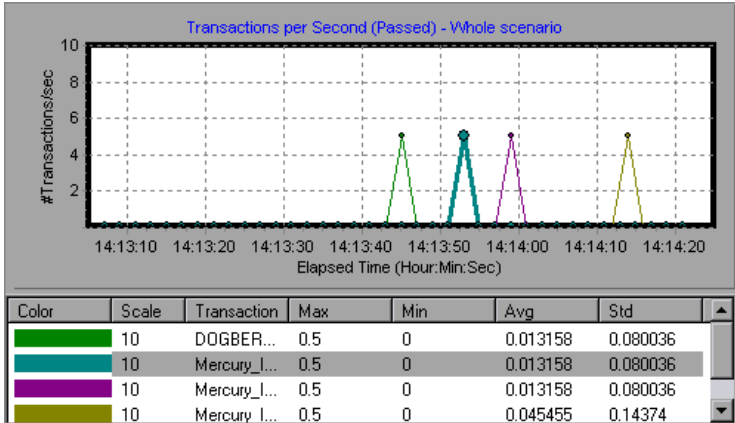 Transactions per Second (Passed) - Whole scenario
10
8
6
4
2
#Transactions/sec
14:13:10 14:13:20 14:13:30 14:13:40 14:13:50 14:14:00 14:14:10 14:14:20
Elapsed Time (Hour:Min:Sec)
Color Scale Transaction Max Min Avg Std
10 DOGBER... 0.5 0 0.013158 0.080036
10 Mercury_I... 0.5 0 0.013158 0.080036
10 Mercury_I... 0.5 0 0.013158 0.080036
10 Mercury_I... 0.5 0 0.045455 0.14374